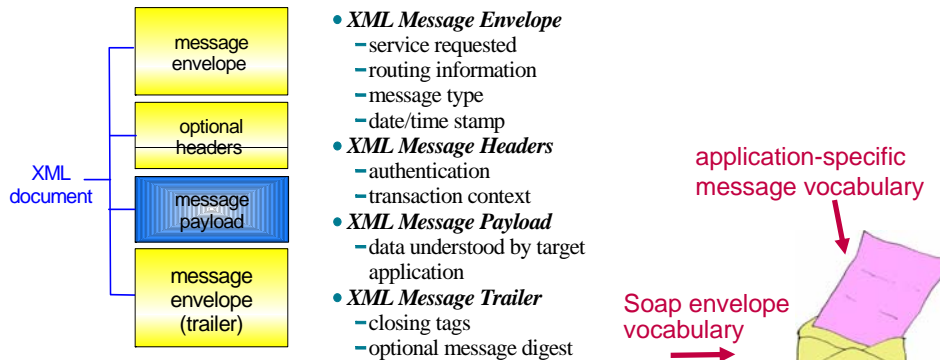 XML
document
message
envelope
optional
headers
message
payload
message
envelope
(trailer)
• XML Message Envelope
–service requested
–routing information
–message type
–date/time stamp
• XML Message Headers
–authentication
–transaction context
• XML Message Payload
–data understood by target
application
• XML Message Trailer
–closing tags
–optional message digest
application-specific
message vocabulary
Soap envelope
vocabulary